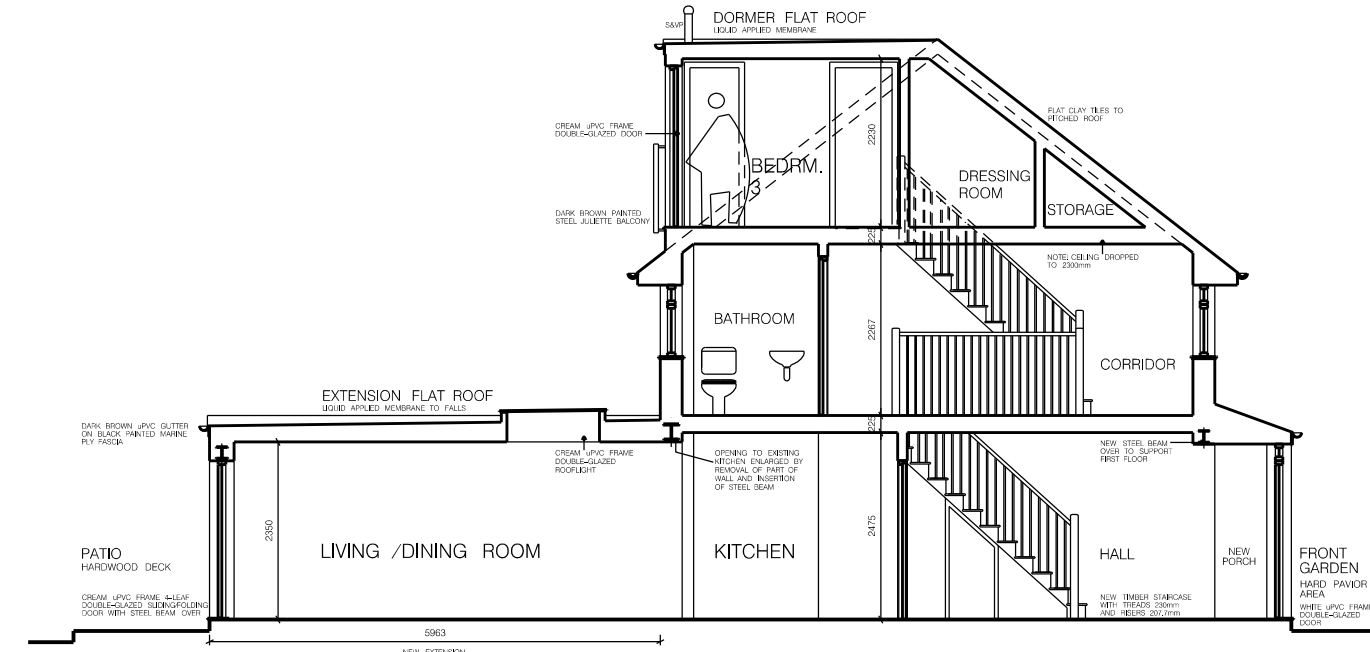 S&VP
DORMER FLAT ROOF
LIQUID APPLIED MEMBRANE
FLAT CLAY TILES TO
PITCHED ROOF
CREAM uPVC FRAME
DOUBLE-GLAZED DOOR
2230
BEDRM.
3
DRESSING
ROOM
STORAGE
DARK BROWN PAINTED
STEEL JULIETTE BALCONY
225
NOTE: CEILING DROPPED
TO 2300mm
BATHROOM
2267
CORRIDOR
EXTENSION FLAT ROOF
LIQUID APPLIED MEMBRANE TO FALLS
DARK BROWN uPVC GUTTER
ON BLACK PAINTED MARINE
PLY FASCIA
225
CREAM uPVC FRAME
DOUBLE-GLAZED
ROOFLIGHT
OPENING TO EXISTING
KITCHEN ENLARGED BY
REMOVAL OF PART OF
WALL AND INSERTION
OF STEEL BEAM
NEW STEEL BEAM
OVER TO SUPPORT
FIRST FLOOR
2350
2475
PATIO
HARDWOOD DECK
LIVING /DINING ROOM
KITCHEN
HALL
NEW
PORCH
FRONT
GARDEN
HARD PAVIOR
AREA
CREAM uPVC FRAME 4-LEAF
DOUBLE-GLAZED SLIDING/FOLDING
DOOR WITH STEEL BEAM OVER
NEW TIMBER STAIRCASE
WITH TREADS 230mm
AND RISERS 207.7mm
WHITE uPVC FRAME
DOUBLE-GLAZED
DOOR
5963
NEW EXTENSION